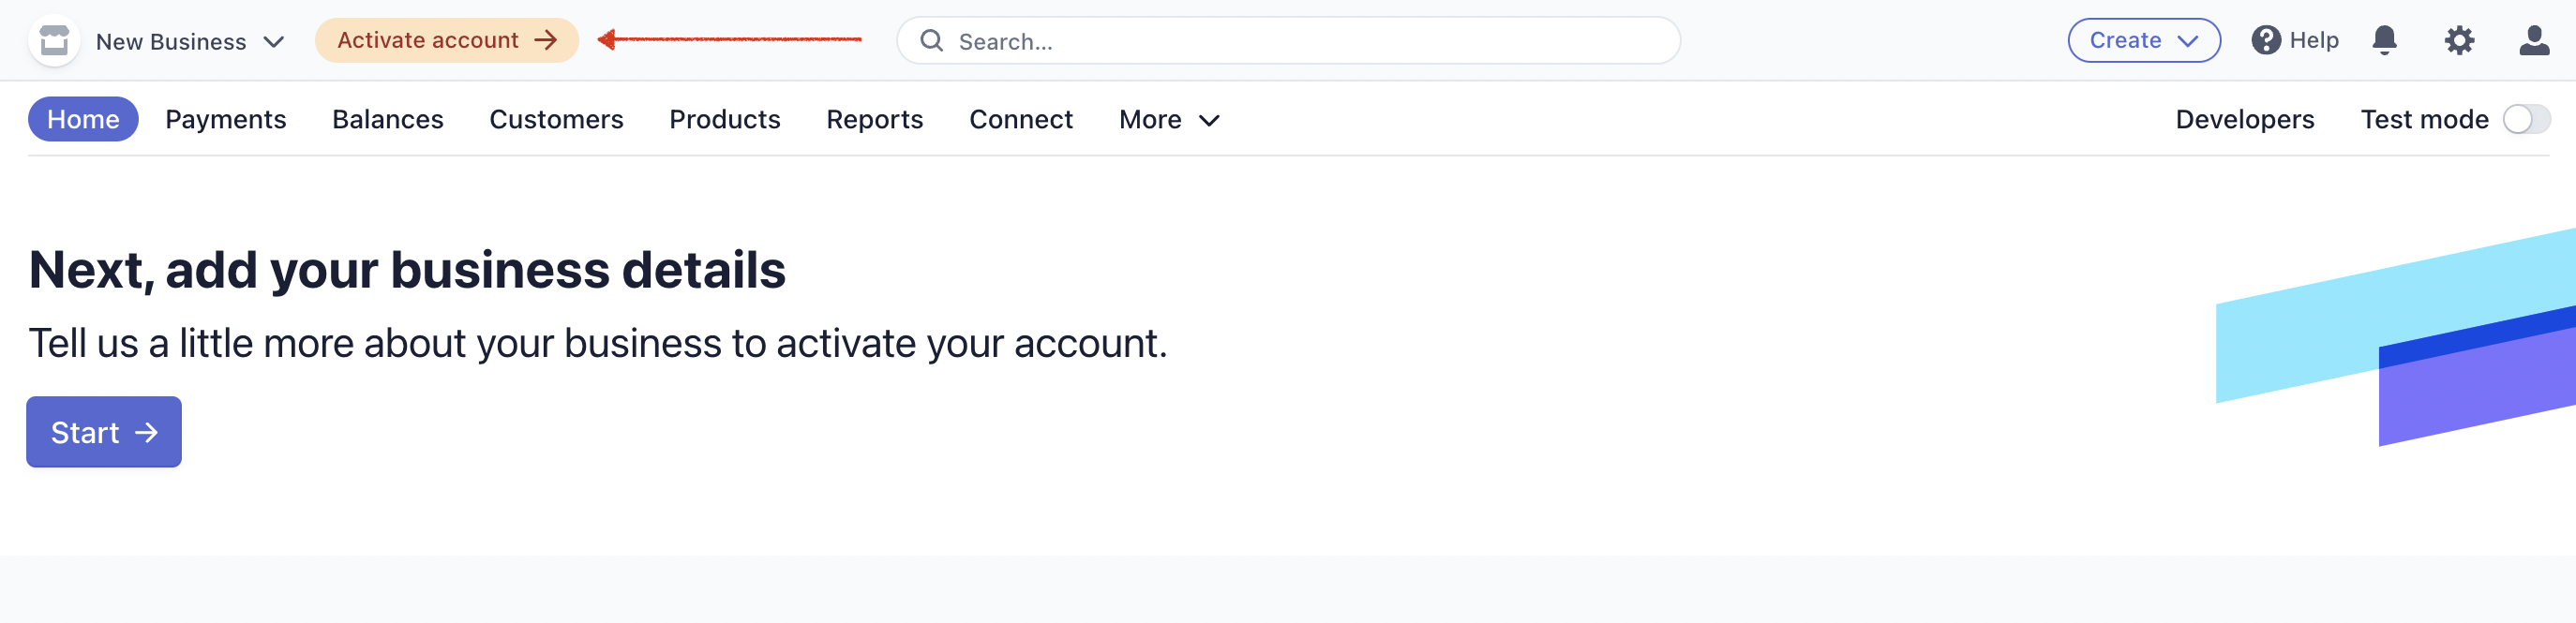 New Business Activate account Search... Create Help
Home Payments Balances Customers Products Reports Connect More Developers Test mode
Next, add your business details
Tell us a little more about your business to activate your account.
Start